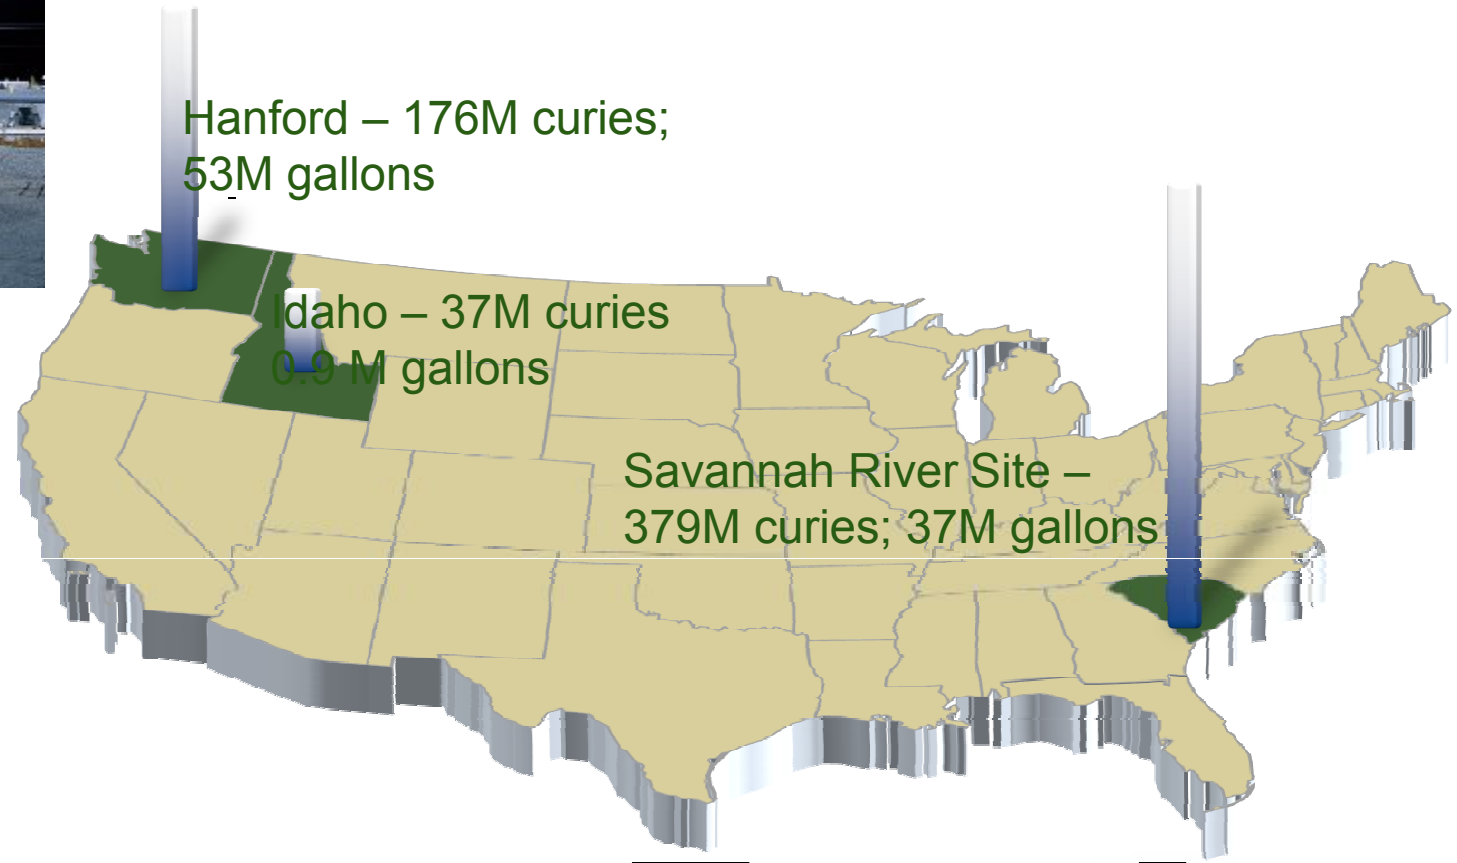 Hanford – 176M curies;
53M gallons
Idaho – 37M curies
0.9 M gallons
Savannah River Site –
379M curies; 37M gallons